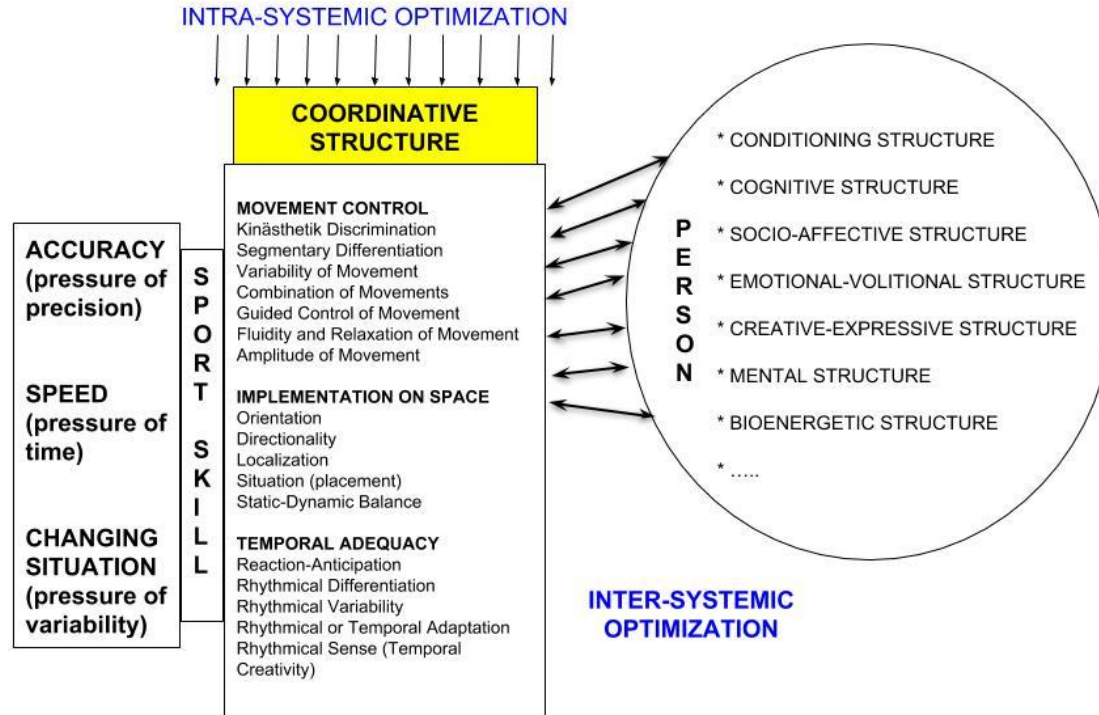 INTRA-SYSTEMIC OPTIMIZATION
COORDINATIVE
STRUCTURE
ACCURACY
(pressure of
precision)
SPEED
(pressure of
time)
CHANGING
SITUATION
(pressure of
variability)
SPORT SKILL
MOVEMENT CONTROL
Kinästhetik Discrimination
Segmentary Differentiation
Variability of Movement
Combination of Movements
Guided Control of Movement
Fluidity and Relaxation of Movement
Amplitude of Movement
IMPLEMENTATION ON SPACE
Orientation
Directionality
Localization
Situation (placement)
Static-Dynamic Balance
TEMPORAL ADEQUACY
Reaction-Anticipation
Rhythmical Differentiation
Rhythmical Variability
Rhythmical or Temporal Adaptation
Rhythmical Sense (Temporal
Creativity)
PERSON
* CONDITIONING STRUCTURE
* COGNITIVE STRUCTURE
* SOCIO-AFFECTIVE STRUCTURE
* EMOTIONAL-VOLITIONAL STRUCTURE
* CREATIVE-EXPRESSIVE STRUCTURE
* MENTAL STRUCTURE
* BIOENERGETIC STRUCTURE
* .....
INTER-SYSTEMIC
OPTIMIZATION